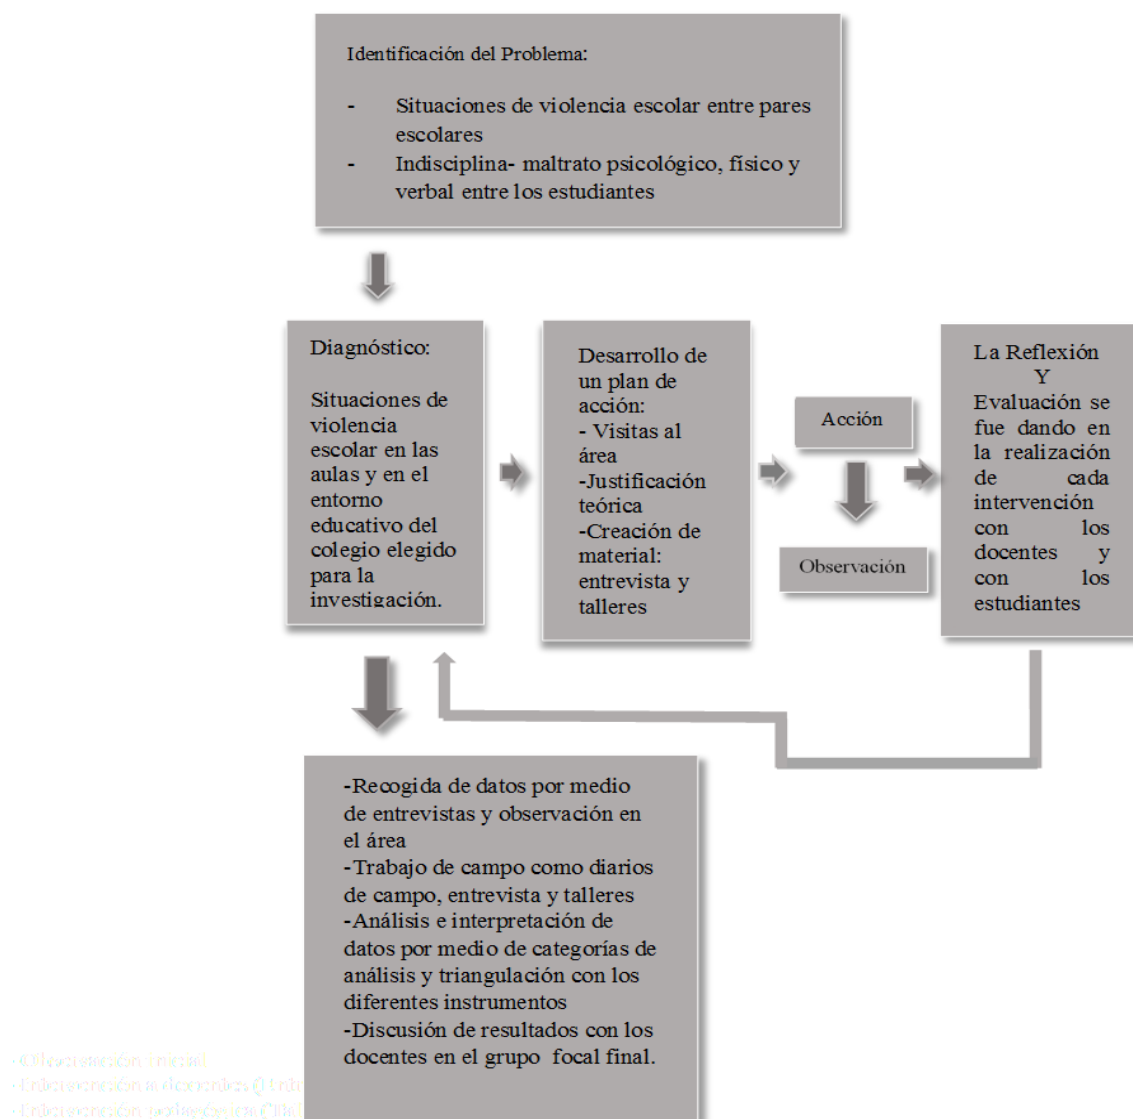 Identificación del Problema:
- Situaciones de violencia escolar entre pares
escolares
- Indisciplina- maltrato psicológico, físico y
verbal entre los estudiantes
Diagnóstico:
Situaciones de
violencia
escolar en las
aulas y en el
entorno
educativo del
colegio elegido
para la
investigación.
Desarrollo de
un plan de
acción:
- Visitas al
área
-Justificación
teórica
-Creación de
material:
entrevista y
talleres
Acción
Observación
La Reflexión
Y
Evaluación se
fue dando en
la realización
de cada
intervención
con los
docentes y
con los
estudiantes
-Recogida de datos por medio
de entrevistas y observación en
el área
-Trabajo de campo como diarios
de campo, entrevista y talleres
-Análisis e interpretación de
datos por medio de categorías de
análisis y triangulación con los
diferentes instrumentos
-Discusión de resultados con los
docentes en el grupo focal final.